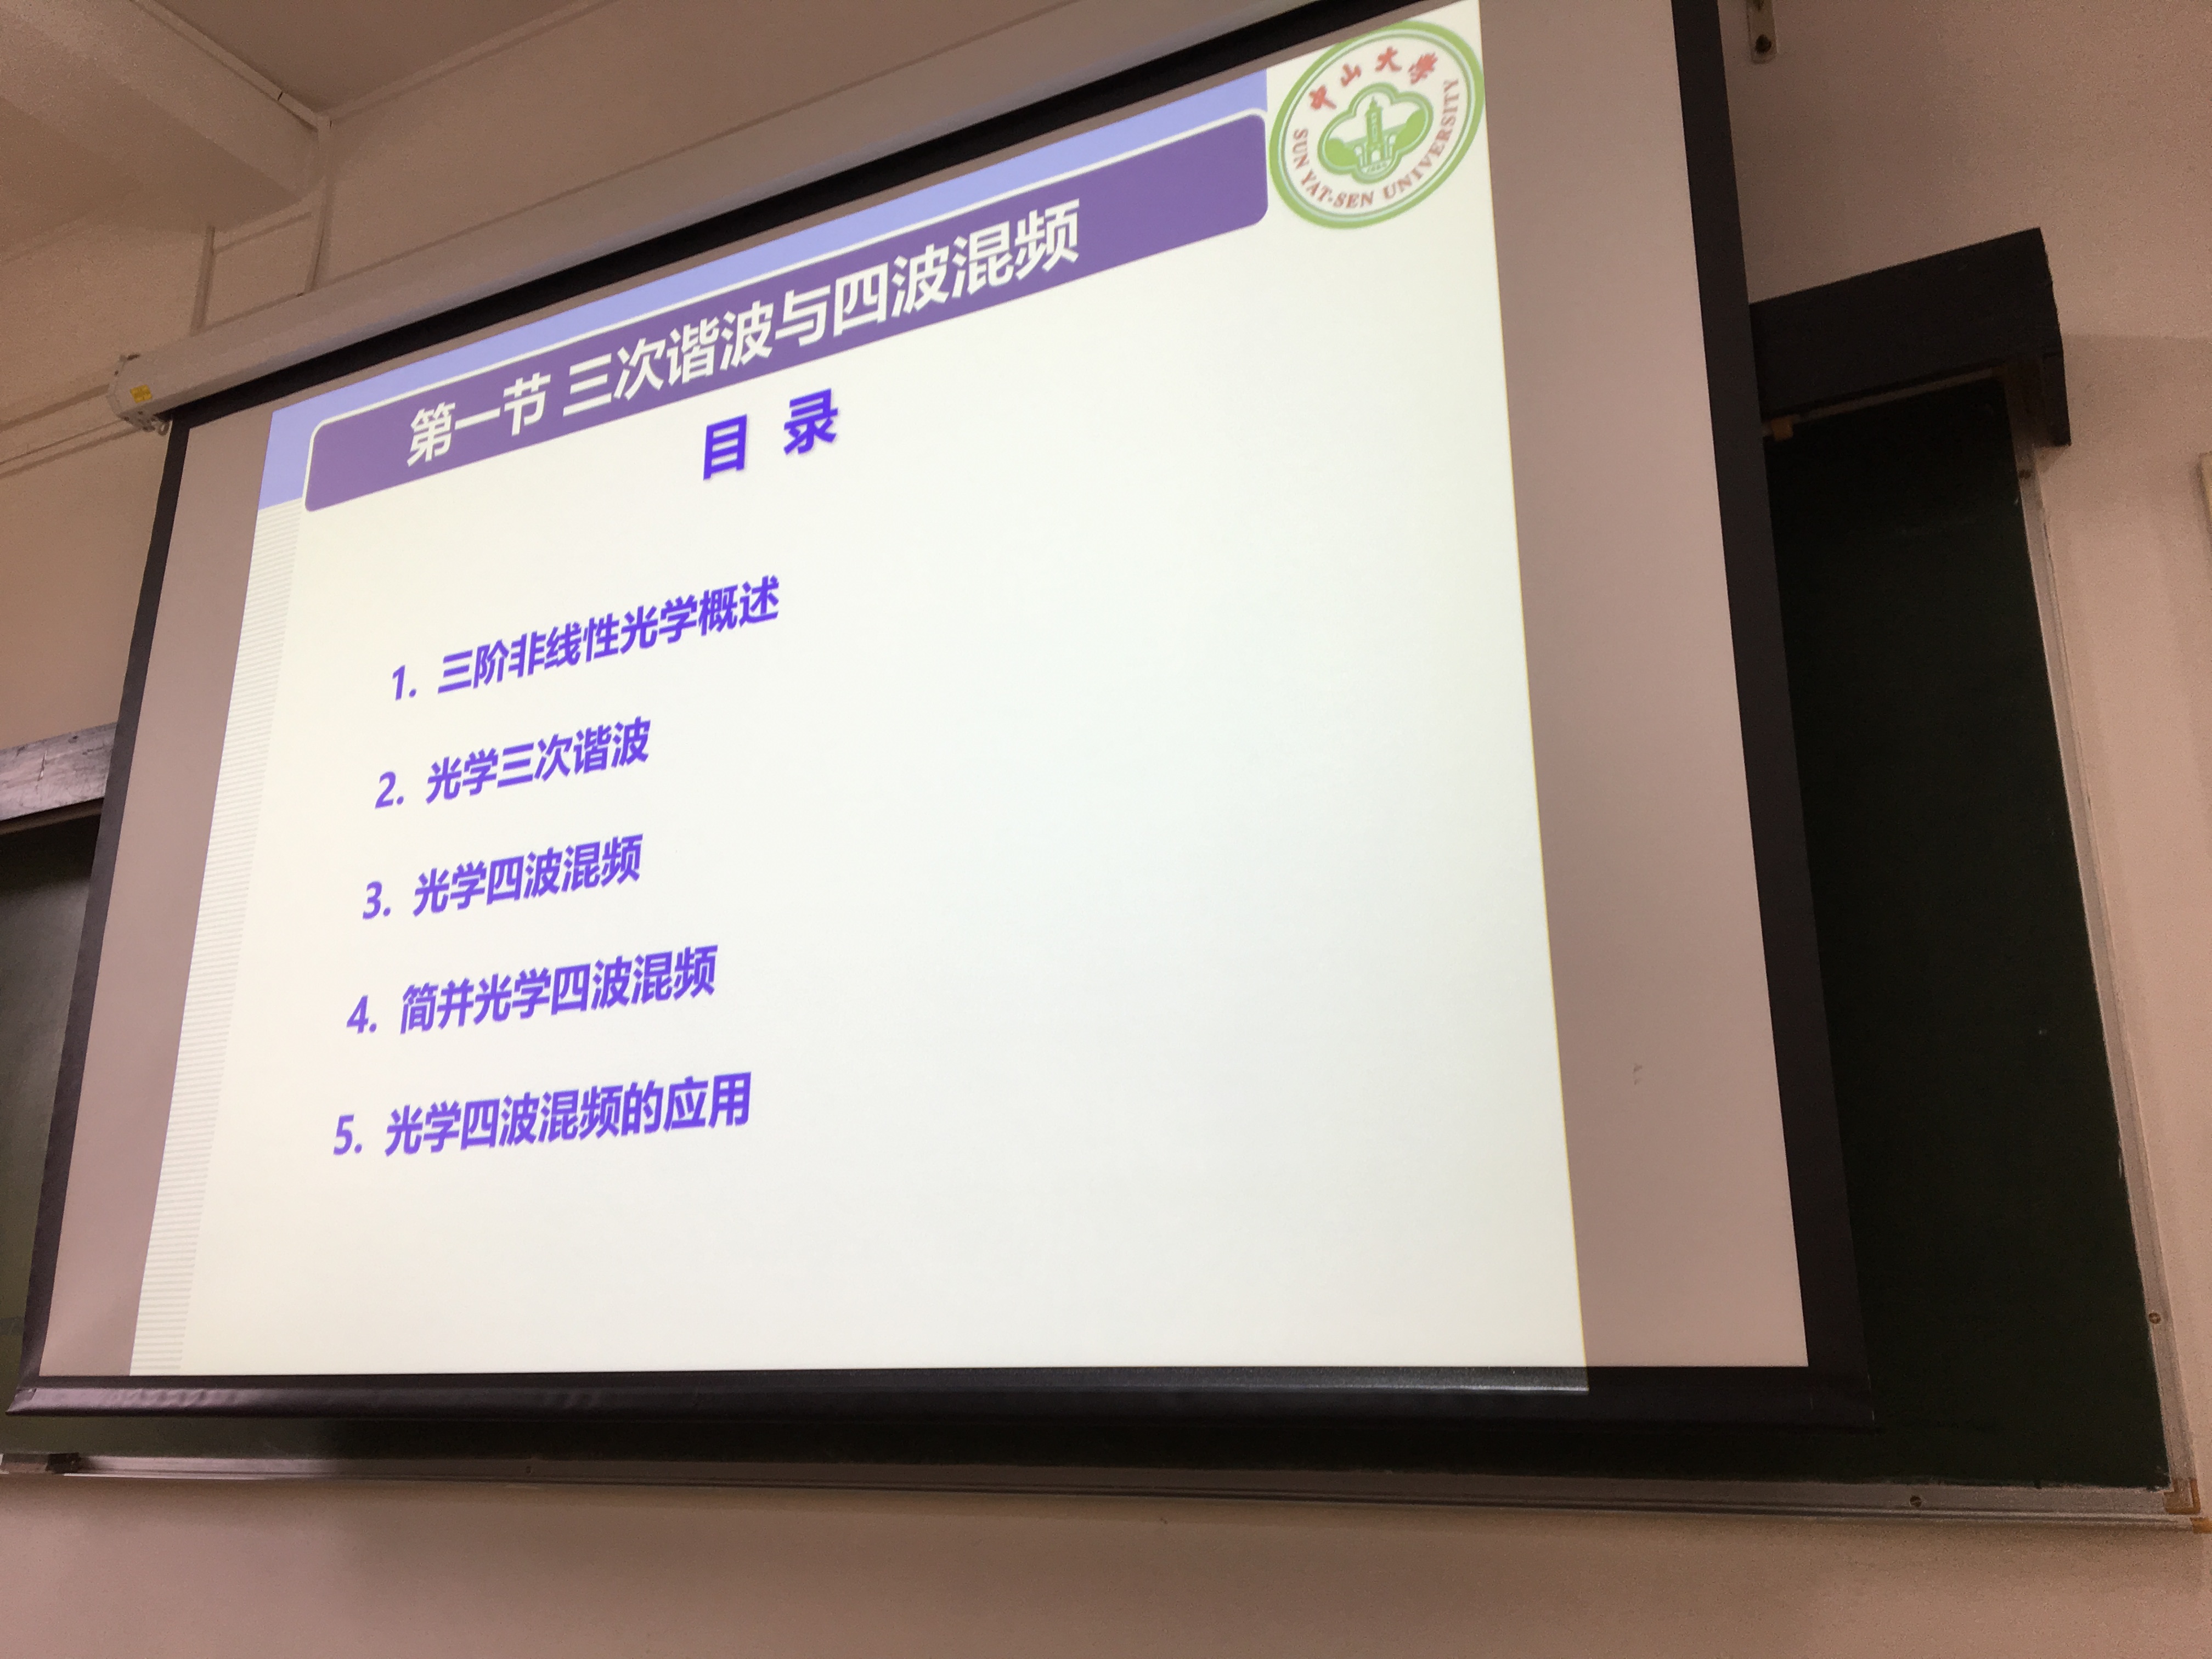 中山大学
SUN YAT-SEN UNIVERSITY
第一节 三次谐波与四波混频
目 录
1. 三阶非线性光学概述
2. 光学三次谐波
3. 光学四波混频
4. 简并光学四波混频
5. 光学四波混频的应用